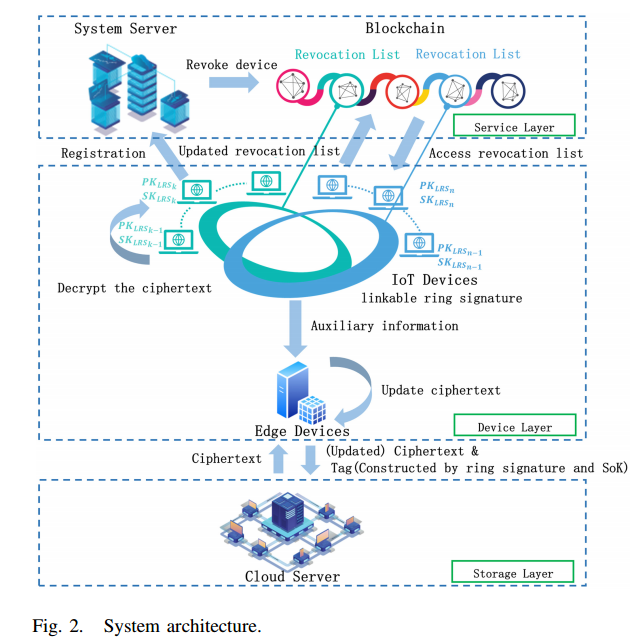 System Server
Blockchain
Revocation List
Revocation List
Revoke device
Service Layer
Registration
Updated revocation list
Access revocation list
PK_{LRS_k}
SK_{LRS_k}
PK_{LRS_n}
SK_{LRS_n}
PK_{LRS_{k-1}}
SK_{LRS_{k-1}}
PK_{LRS_{n-1}}
SK_{LRS_{n-1}}
Decrypt the ciphertext
IoT Devices
linkable ring signature
Auxiliary information
Update ciphertext
Edge Devices
Device Layer
Ciphertext
(Updated) Ciphertext &
Tag(Constructed by ring signature and SoK)
Cloud Server
Storage Layer
Fig. 2. System architecture.